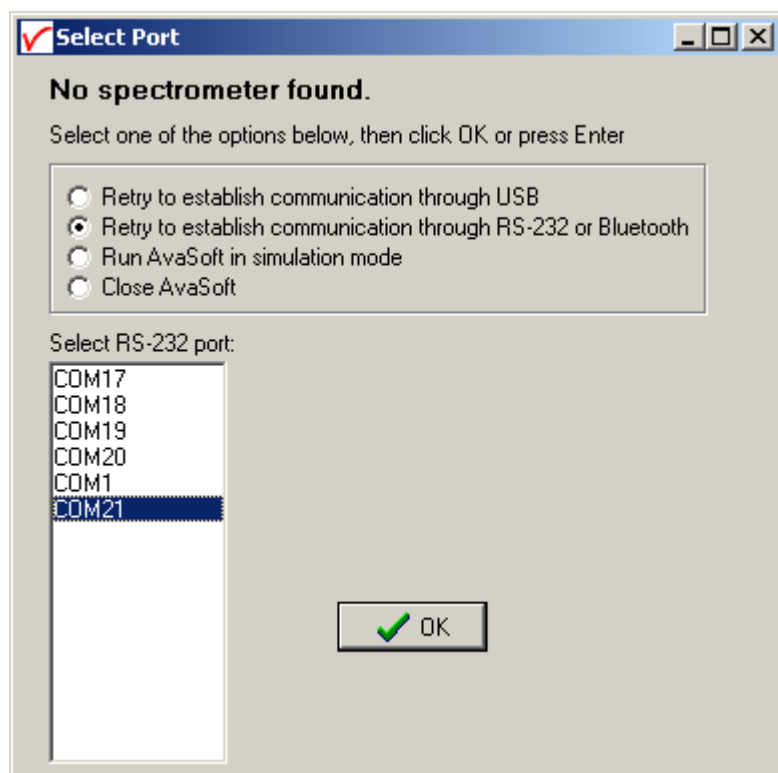 Select Port
No spectrometer found.
Select one of the options below, then click OK or press Enter
Retry to establish communication through USB
Retry to establish communication through RS-232 or Bluetooth
Run AvaSoft in simulation mode
Close AvaSoft
Select RS-232 port:
COM17
COM18
COM19
COM20
COM1
COM21
OK